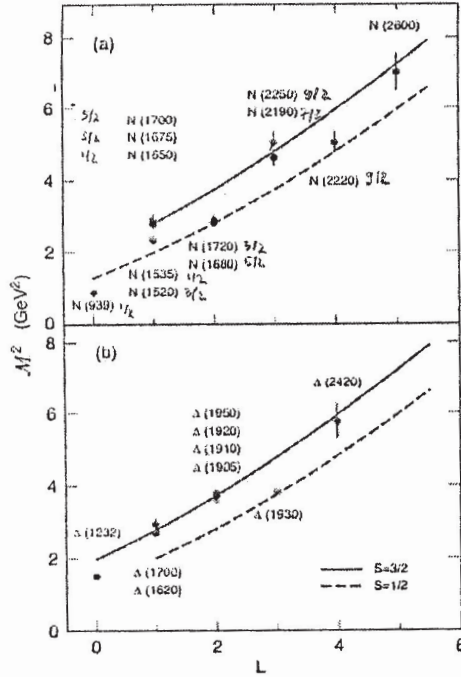 8
(a)
N (2600)
N (2250) 9/2
N (2190) 7/2
3/2 N (1700)
5/2 N (1675)
1/2 N (1650)
6
4
N (2220) 9/2
2
N (1720) 3/2
N (1680) 5/2
N (1535) 1/2
N (1520) 3/2
N (939) 1/2
0
M² (GeV²)
8
(b)
Δ (2420)
6
Δ (1950)
Δ (1920)
Δ (1910)
Δ (1905)
4
Δ (1930)
Δ (1232)
2
Δ (1700)
Δ (1620)
S=3/2
S=1/2
0
0 2 4 6
L